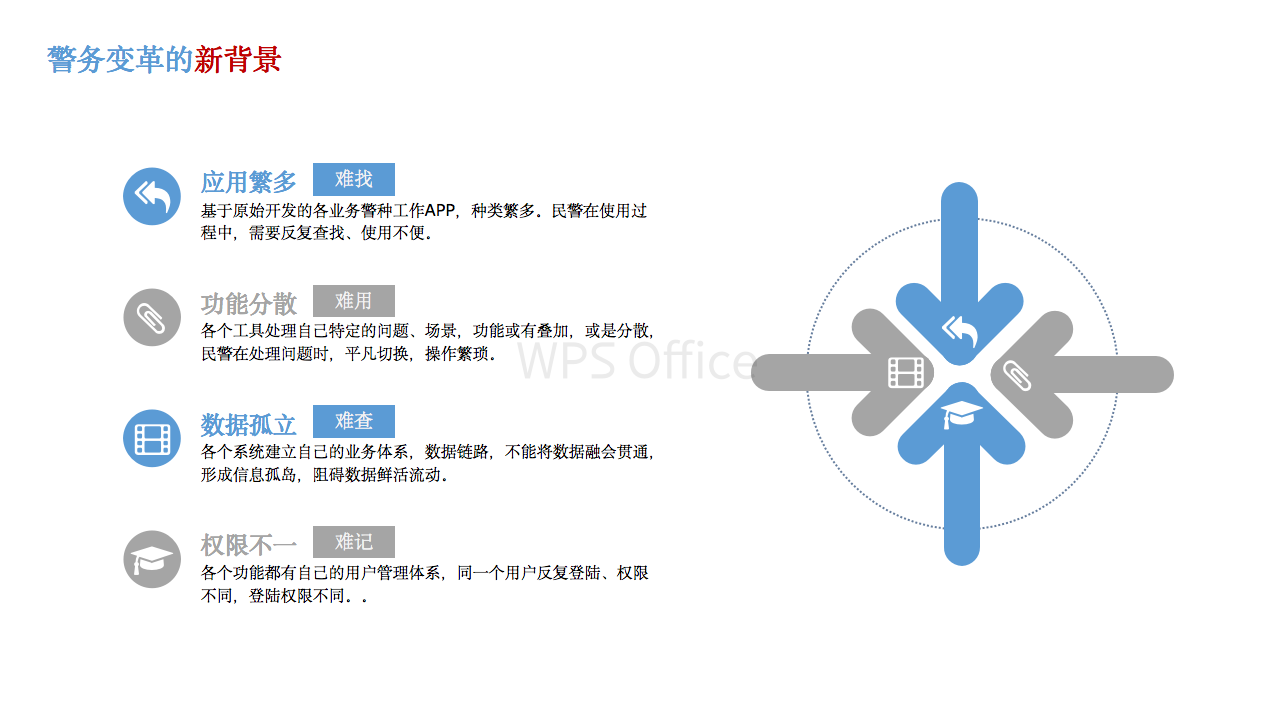 警务变革的新背景
应用繁多 难找
基于原始开发的各业务警种工作APP，种类繁多。民警在使用过
程中，需要反复查找、使用不便。
功能分散 难用
各个工具处理自己特定的问题、场景，功能或有叠加，或是分散，
民警在处理问题时，平凡切换，操作繁琐。
WPS Office
数据孤立 难查
各个系统建立自己的业务体系，数据链路，不能将数据融会贯通，
形成信息孤岛，阻碍数据鲜活流动。
权限不一 难记
各个功能都有自己的用户管理体系，同一个用户反复登陆、权限
不同，登陆权限不同。。